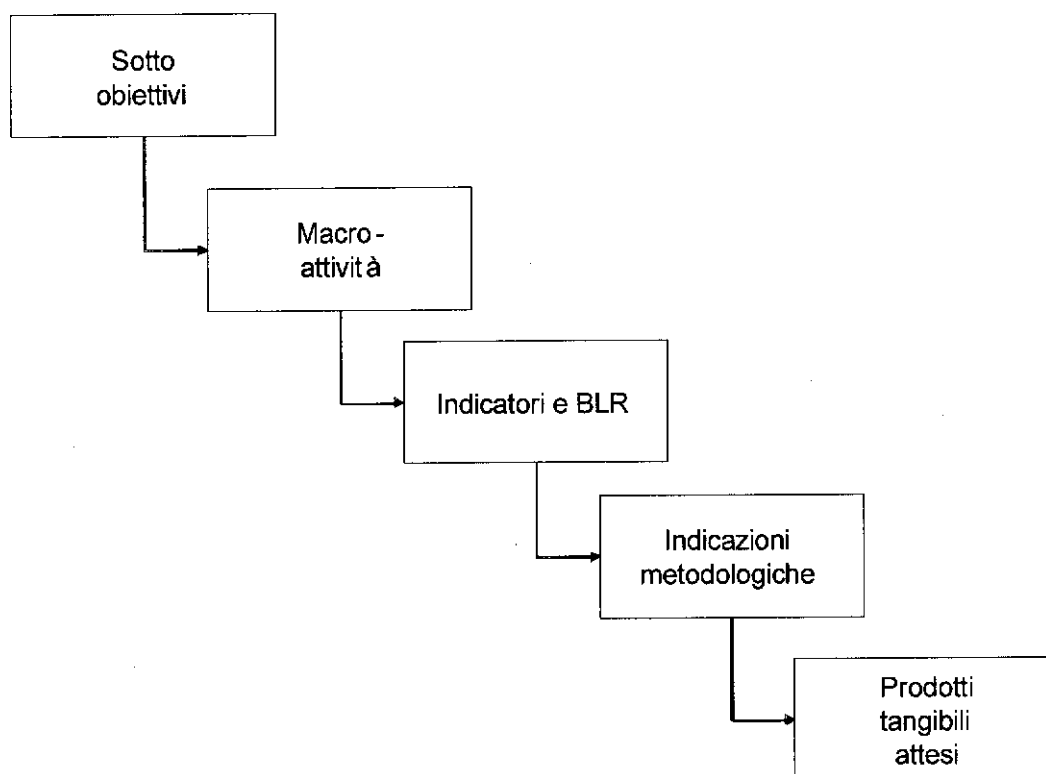 Sotto
obiettivi
Macro-
attività
Indicatori e BLR
Indicazioni
metodologiche
Prodotti
tangibili
attesi